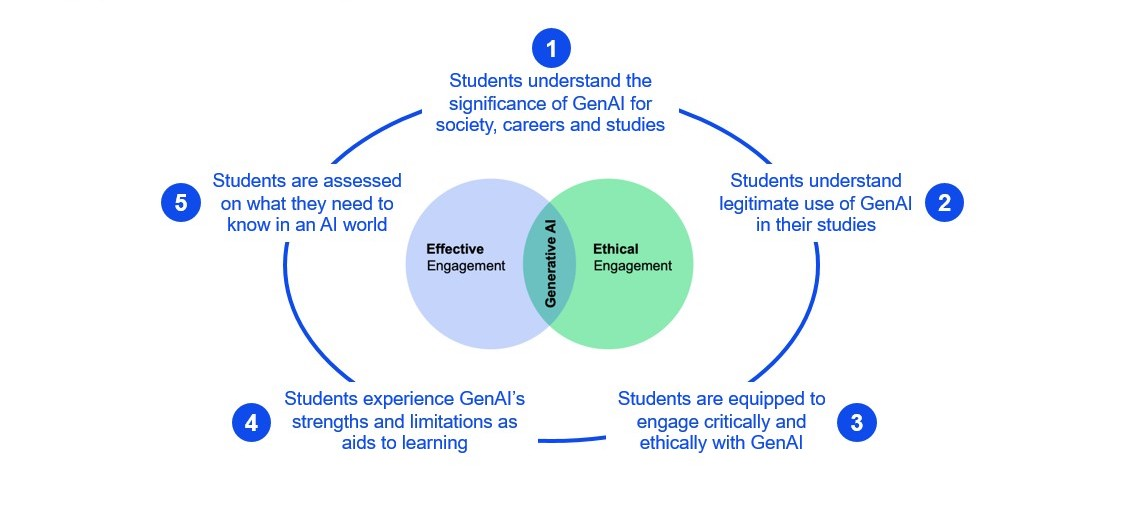 1
Students understand the
significance of GenAI for
society, careers and studies
2
Students understand
legitimate use of GenAI
in their studies
3
Students are equipped to
engage critically and
ethically with GenAI
4
Students experience GenAI’s
strengths and limitations as
aids to learning
5
Students are assessed
on what they need to
know in an AI world
Effective
Engagement
Generative AI
Ethical
Engagement